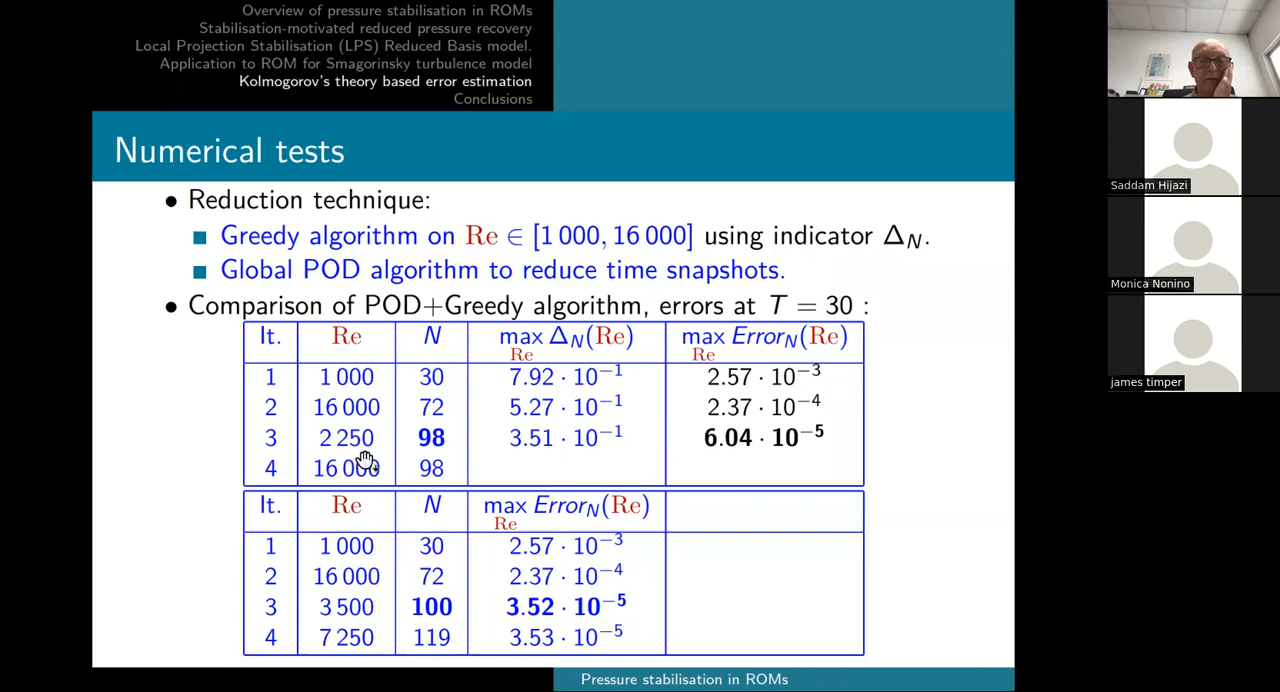 Overview of pressure stabilisation in ROMs
Stabilisation-motivated reduced pressure recovery
Local Projection Stabilisation (LPS) Reduced Basis model.
Application to ROM for Smagorinsky turbulence model
Kolmogorov's theory based error estimation
Conclusions
Numerical tests
• Reduction technique:
■ Greedy algorithm on Re ∈ [1 000, 16 000] using indicator Δ_N.
■ Global POD algorithm to reduce time snapshots.
• Comparison of POD+Greedy algorithm, errors at T = 30 :
It. Re N max_Re Δ_N(Re) max_Re Error_N(Re)
1 1 000 30 7.92 · 10⁻¹ 2.57 · 10⁻³
2 16 000 72 5.27 · 10⁻¹ 2.37 · 10⁻⁴
3 2 250 98 3.51 · 10⁻¹ 6.04 · 10⁻⁵
4 16 000 98
It. Re N max_Re Error_N(Re)
1 1 000 30 2.57 · 10⁻³
2 16 000 72 2.37 · 10⁻⁴
3 3 500 100 3.52 · 10⁻⁵
4 7 250 119 3.53 · 10⁻⁵
Pressure stabilisation in ROMs
Saddam Hijazi
Monica Nonino
james timper